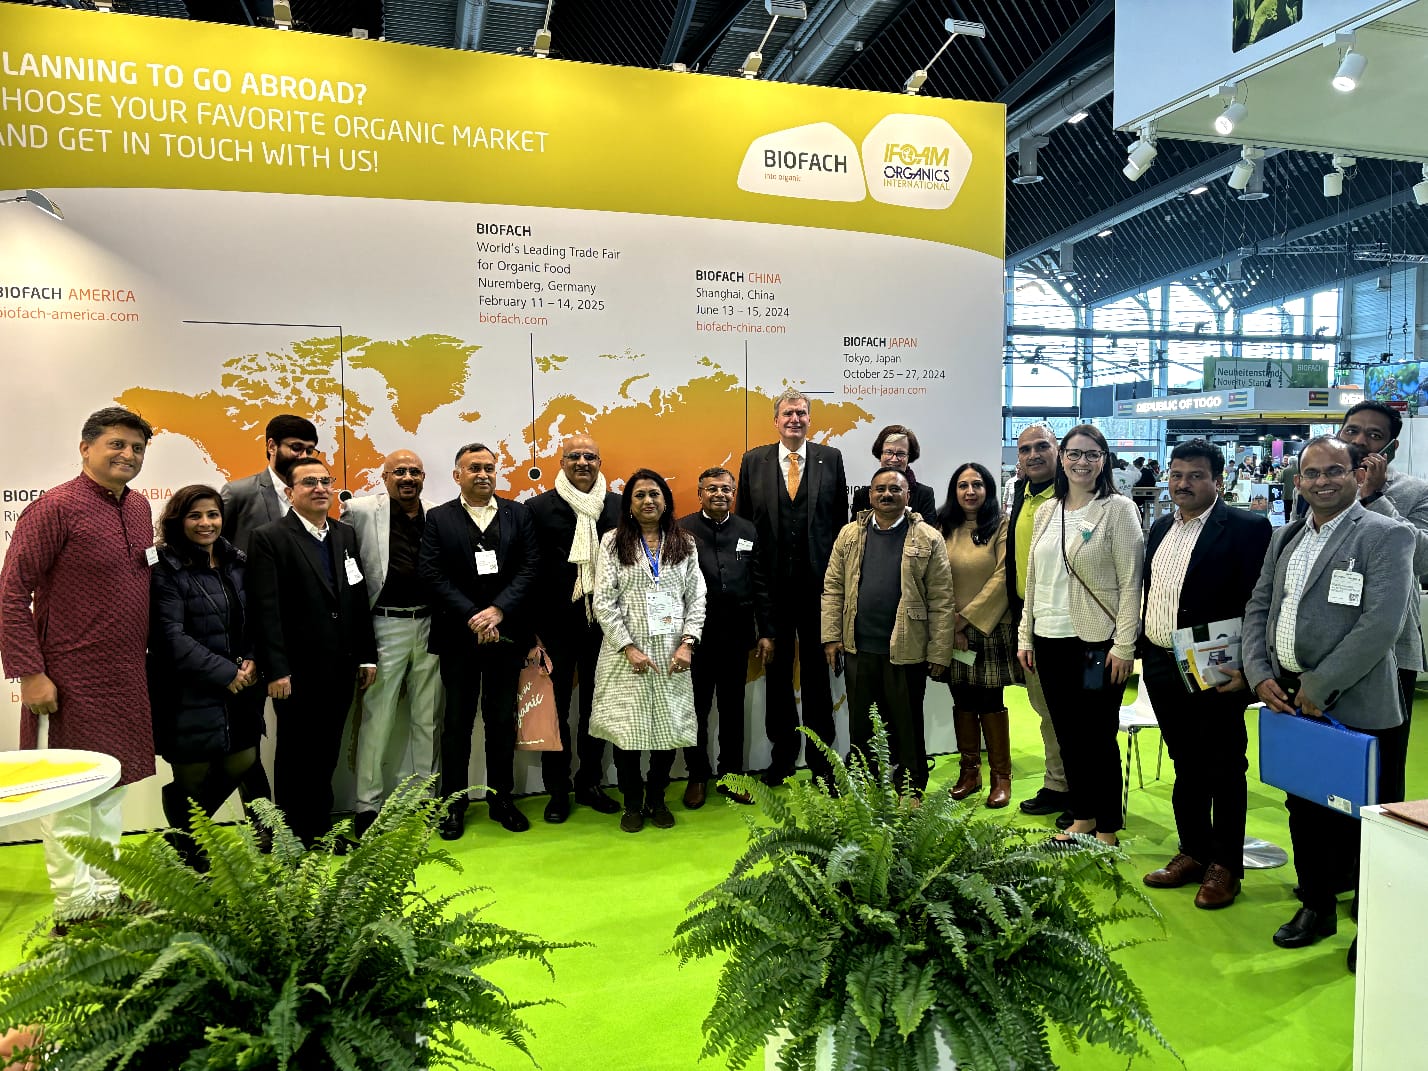 LANNING TO GO ABROAD?
HOOSE YOUR FAVORITE ORGANIC MARKET
AND GET IN TOUCH WITH US!
BIOFACH
into organic
IFOAM
ORGANICS
INTERNATIONAL
BIOFACH
World's Leading Trade Fair
for Organic Food
Nuremberg, Germany
February 11 – 14, 2025
biofach.com
BIOFACH AMERICA
biofach-america.com
BIOFACH CHINA
Shanghai, China
June 13 – 15, 2024
biofach-china.com
BIOFACH JAPAN
Tokyo, Japan
October 25 – 27, 2024
biofach-japan.com
Neuheitenstand
Novelty Stand
BIOFACH
REPUBLIC OF TOGO